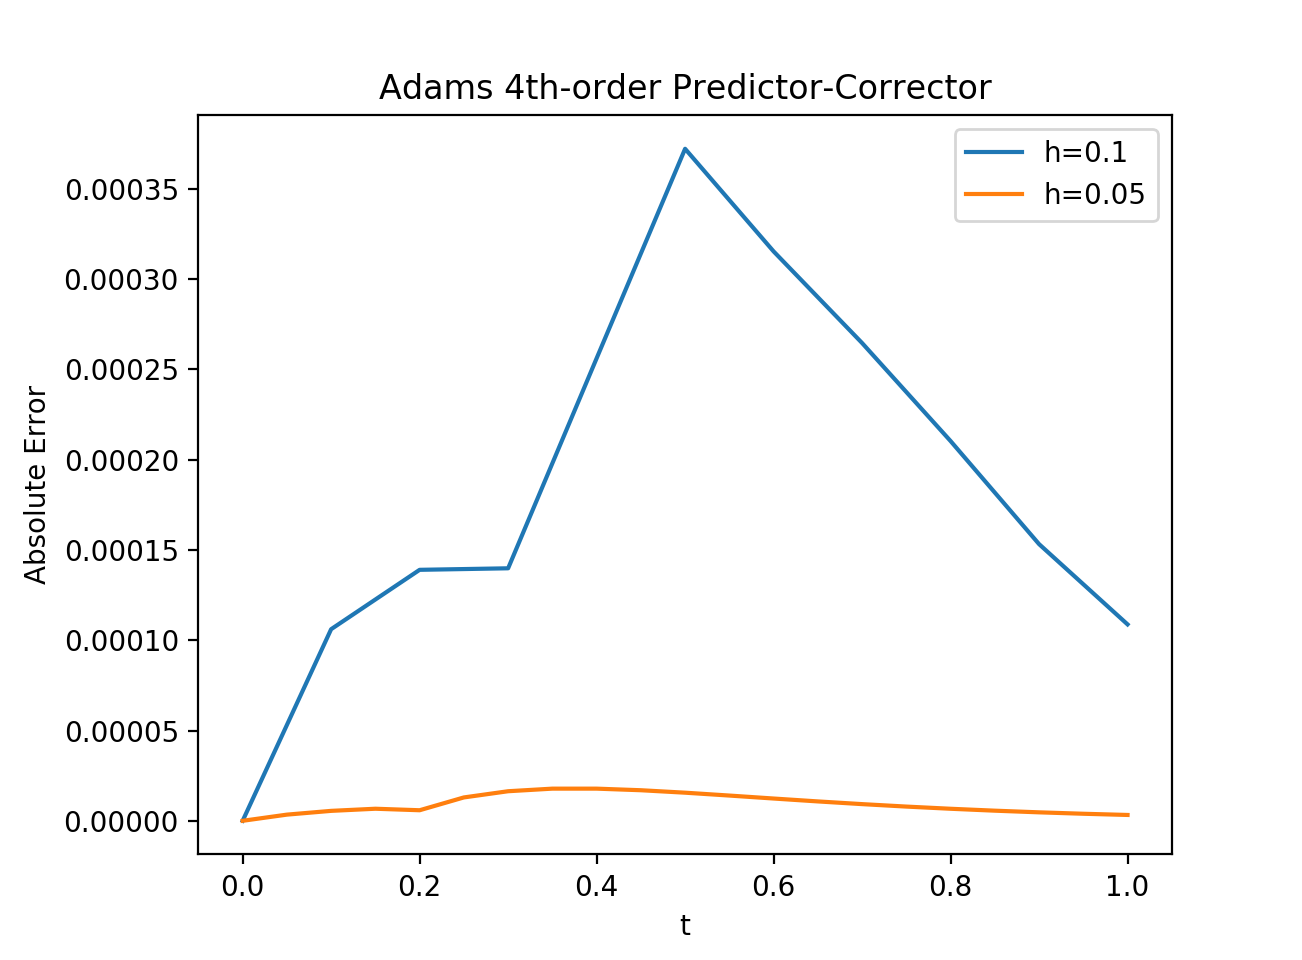 Adams 4th-order Predictor-Corrector
h=0.1
h=0.05
0.00035
0.00030
0.00025
0.00020
0.00015
0.00010
0.00005
0.00000
Absolute Error
0.0 0.2 0.4 0.6 0.8 1.0
t